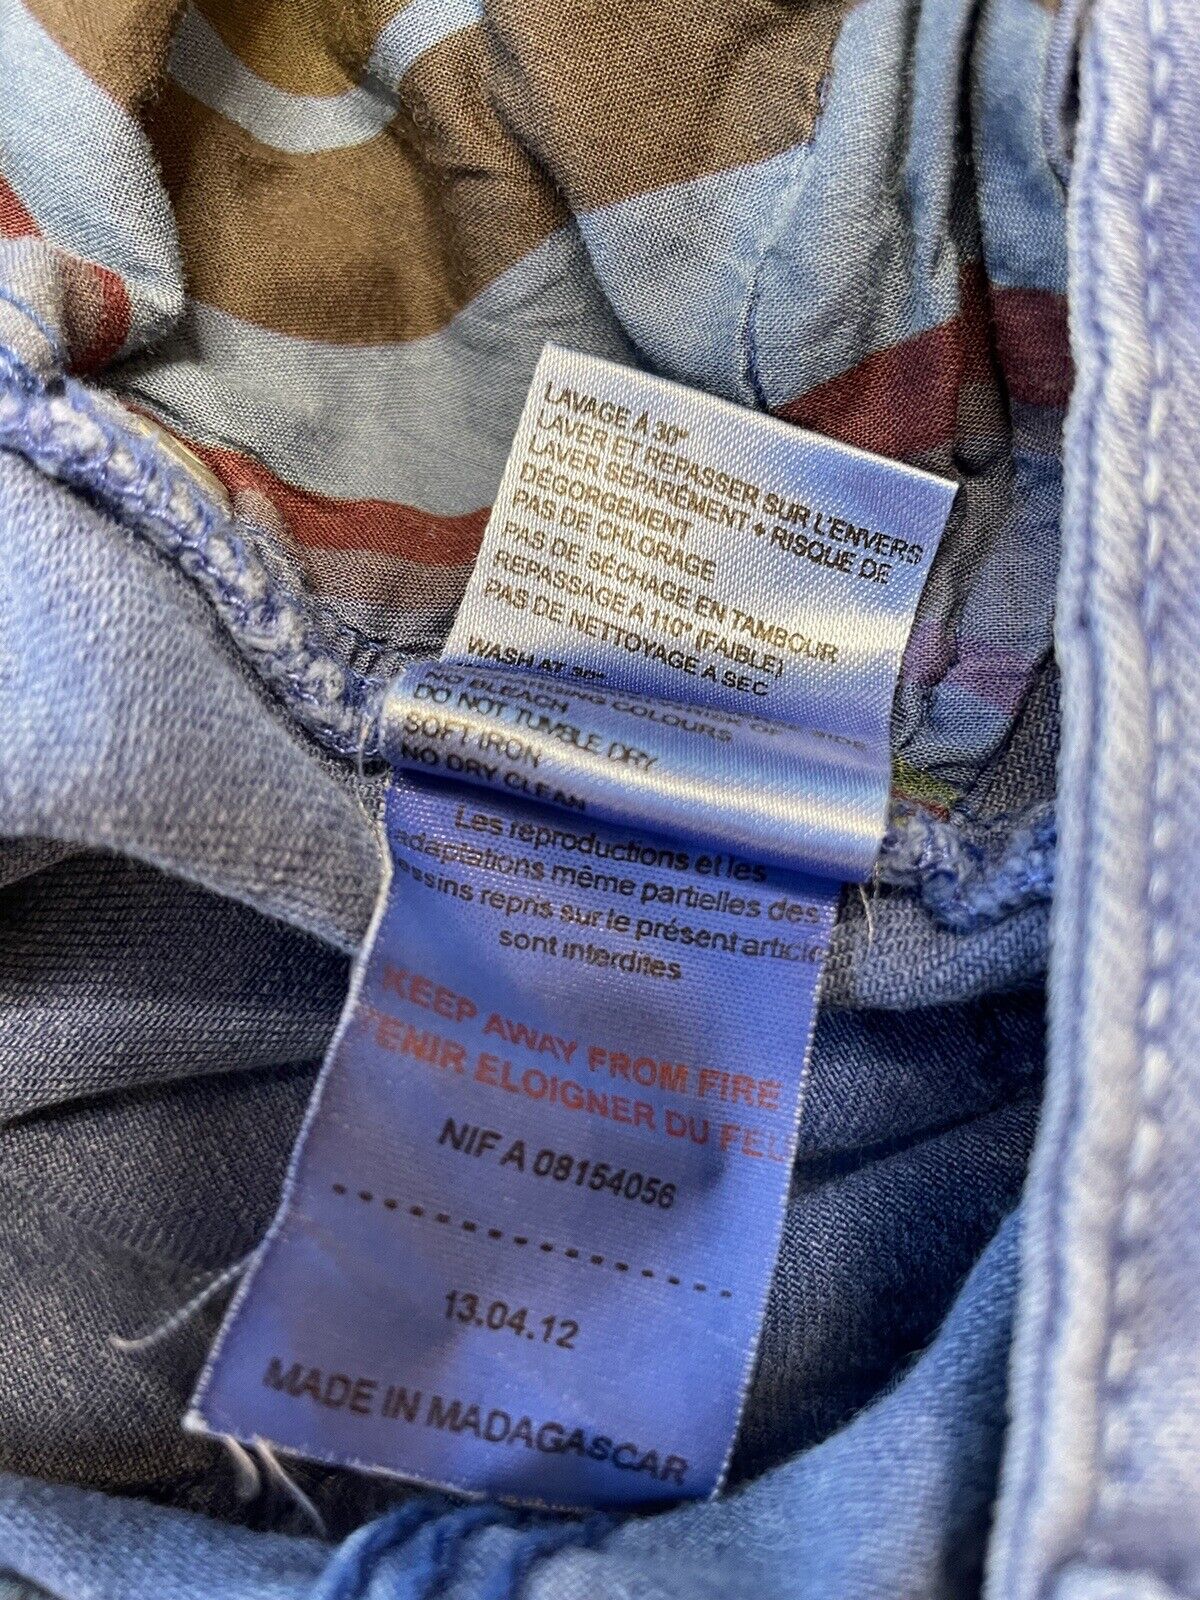 LAVAGE À 30°
LAVER ET REPASSER SUR L'ENVERS
LAVER SÉPARÉMENT + RISQUE DE
DÉGORGEMENT
PAS DE CHLORAGE
PAS DE SÉCHAGE EN TAMBOUR
REPASSAGE A 110° (FAIBLE)
PAS DE NETTOYAGE A SEC
WASH AT 30°
SIDE
OF
COLOURS
NO BLEACH
DO NOT TUMBLE DRY
SOFT IRON
NO DRY CLEAN
Les reproductions et les
adaptations même partielles des
dessins repris sur le présent article
sont interdites
KEEP AWAY FROM FIRE
TENIR ELOIGNER DU FEU
NIF A 08154056
13.04.12
MADE IN MADAGASCAR